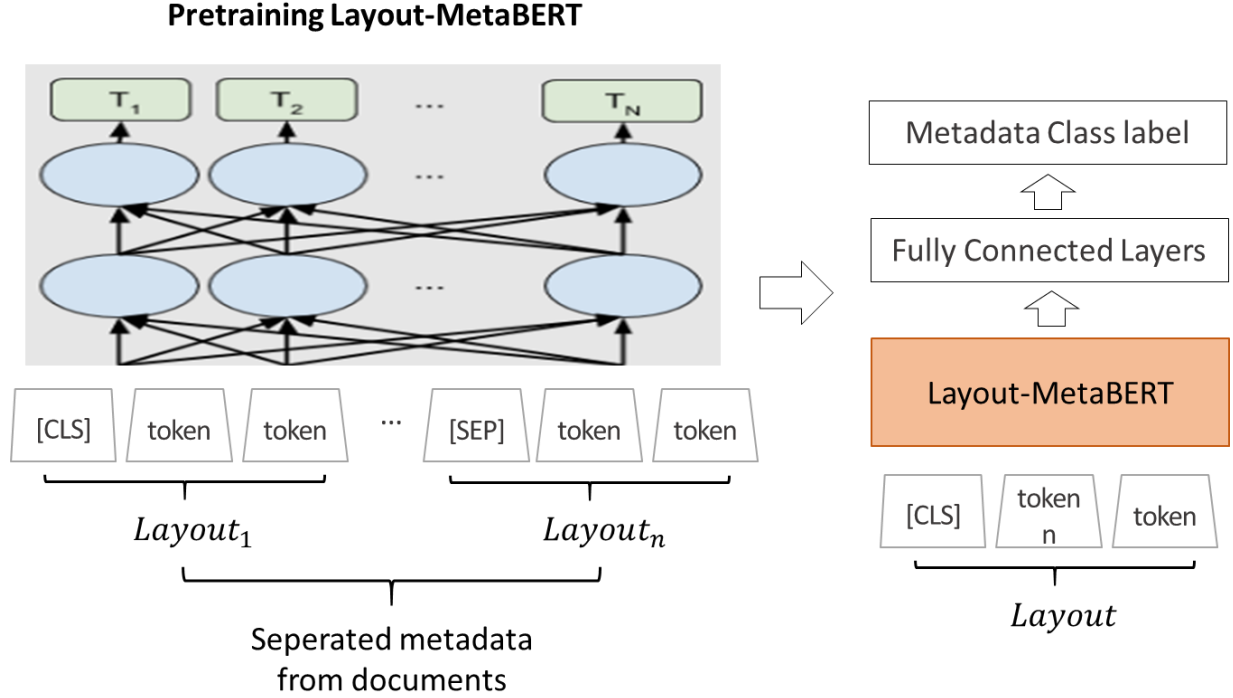 Pretraining Layout-MetaBERT
T1 T2 ... TN
...
...
[CLS] token token ... [SEP] token token
Layout1 Layoutn
Seperated metadata
from documents
Metadata Class label
Fully Connected Layers
Layout-MetaBERT
[CLS] token n token
Layout